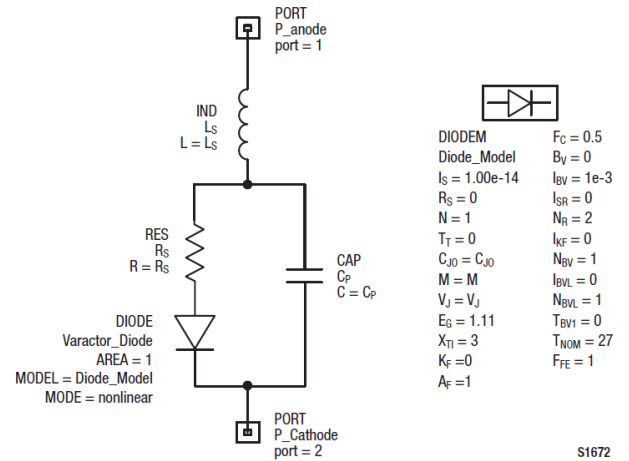 PORT
P_anode
port = 1
IND
LS
L = LS
RES
RS
R = RS
CAP
CP
C = CP
DIODE
Varactor_Diode
AREA = 1
MODEL = Diode_Model
MODE = nonlinear
PORT
P_Cathode
port = 2
DIODEM
Diode_Model
IS = 1.00e-14
RS = 0
N = 1
TT = 0
CJO = CJO
M = M
VJ = VJ
EG = 1.11
XTI = 3
KF =0
AF =1
FC = 0.5
BV = 0
IBV = 1e-3
ISR = 0
NR = 2
IKF = 0
NBV = 1
IBVL = 0
NBVL = 1
TBV1 = 0
TNOM = 27
FFE = 1
S1672